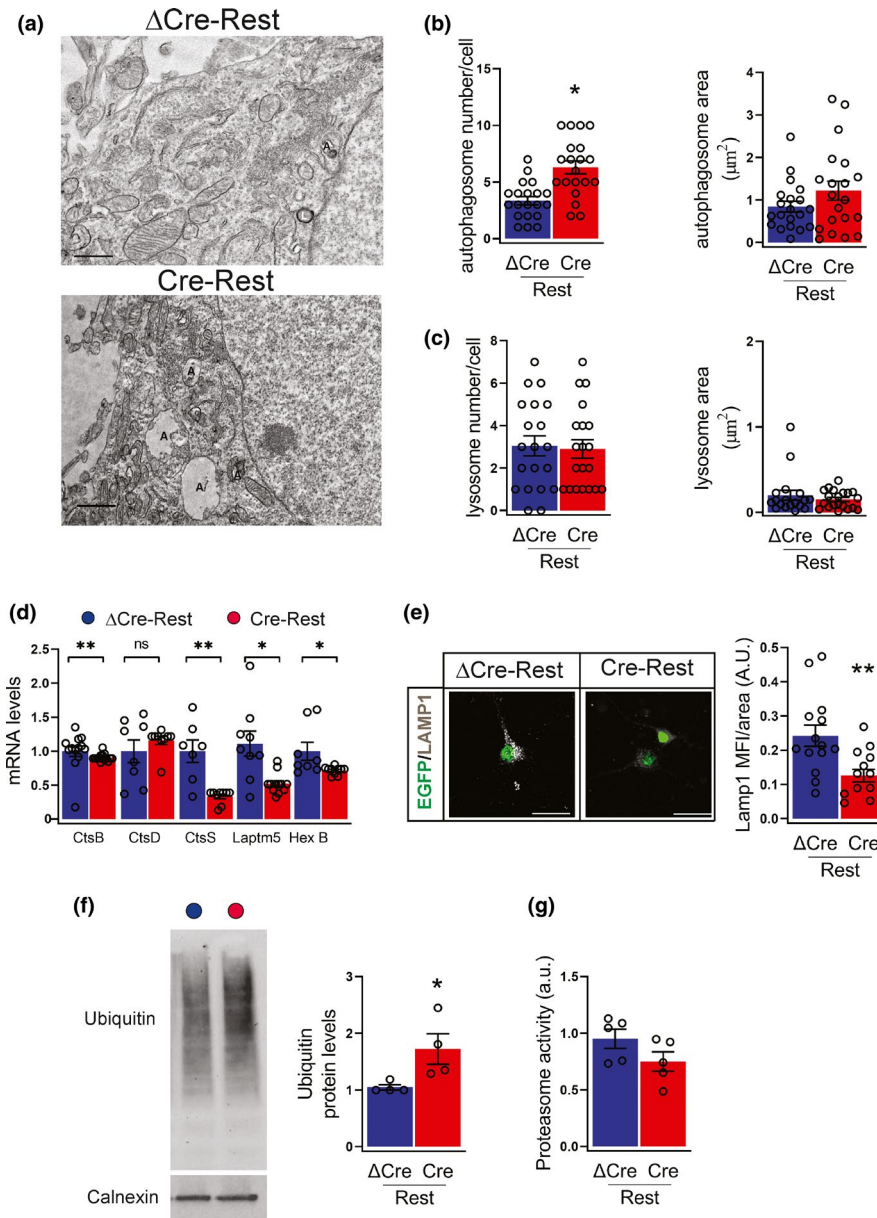 (a)
ΔCre-Rest
A
Cre-Rest
A
A
A
A
(b)
autophagosome number/cell
15
10
5
0
*
ΔCre Cre
Rest
autophagosome area
(μm²)
4
3
2
1
0
ΔCre Cre
Rest
(c)
lysosome number/cell
8
6
4
2
0
ΔCre Cre
Rest
lysosome area
(μm²)
2
1
0
ΔCre Cre
Rest
(d)
ΔCre-Rest Cre-Rest
mRNA levels
2.5
2.0
1.5
1.0
0.5
0.0
** ns ** * *
CtsB CtsD CtsS Laptm5 Hex B
(e)
ΔCre-Rest Cre-Rest
EGFP/LAMP1
Lamp1 MFI/area (A.U.)
0.5
0.4
0.3
0.2
0.1
0.0
**
ΔCre Cre
Rest
(f)
Ubiquitin
Calnexin
Ubiquitin
protein levels
3
2
1
0
*
ΔCre Cre
Rest
(g)
Proteasome activity (a.u.)
1.5
1.0
0.5
0.0
ΔCre Cre
Rest